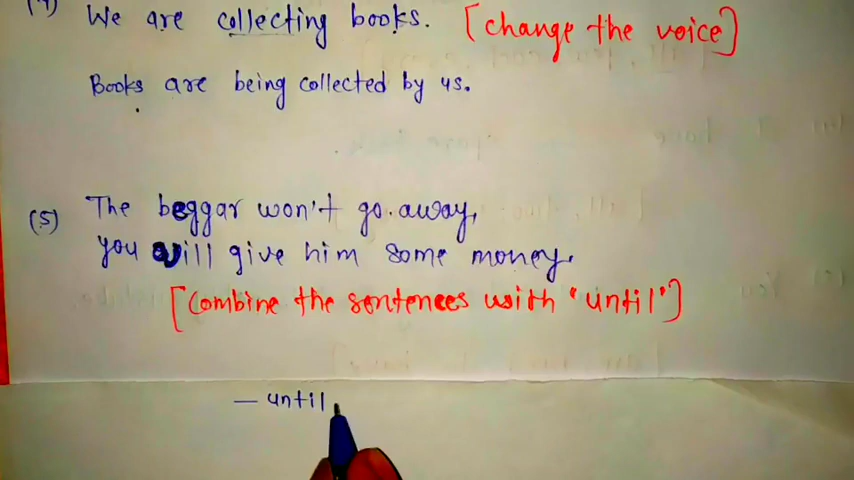 We are collecting books. [change the voice]
Books are being collected by us.
(5) The beggar won't go away,
you will give him some money.
[Combine the sentences with "until"]
— until